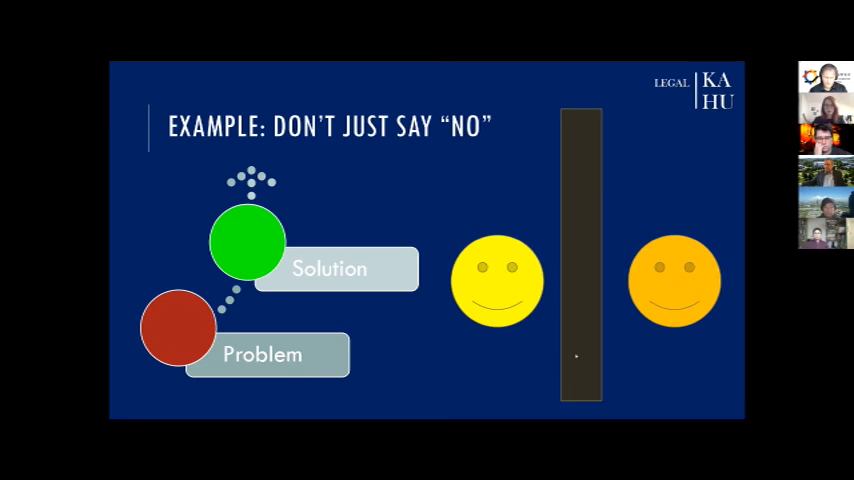 LEGAL
KA
HU
EXAMPLE: DON'T JUST SAY "NO"
Solution
Problem